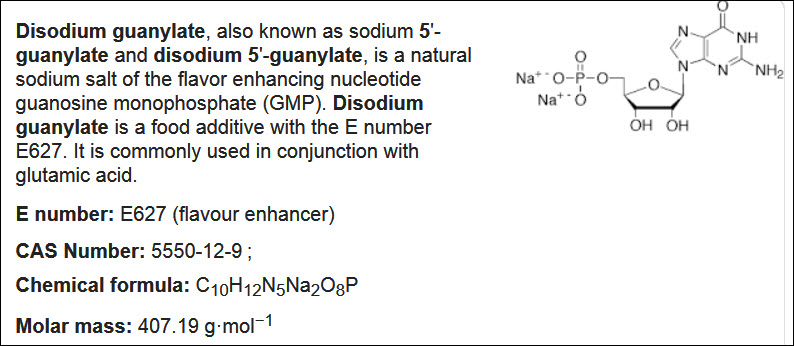 Disodium guanylate, also known as sodium 5'-
guanylate and disodium 5'-guanylate, is a natural
sodium salt of the flavor enhancing nucleotide
guanosine monophosphate (GMP). Disodium
guanylate is a food additive with the E number
E627. It is commonly used in conjunction with
glutamic acid.
E number: E627 (flavour enhancer)
CAS Number: 5550-12-9 ;
Chemical formula: C₁₀H₁₂N₅Na₂O₈P
Molar mass: 407.19 g·mol⁻¹
O
N
NH
N
N
NH₂
O
Na⁺ ⁻O-P-O
O
Na⁺ ⁻O
OH OH